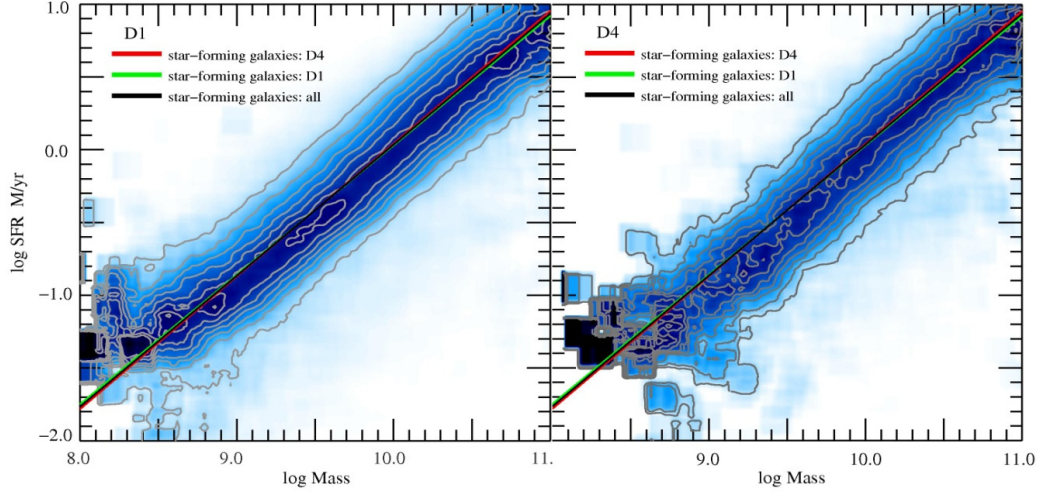 1.0
D1
star-forming galaxies: D4
star-forming galaxies: D1
star-forming galaxies: all
0.0
log SFR M/yr
-1.0
-2.0
8.0
9.0
10.0
11.
log Mass
D4
star-forming galaxies: D4
star-forming galaxies: D1
star-forming galaxies: all
9.0
10.0
11.0
log Mass